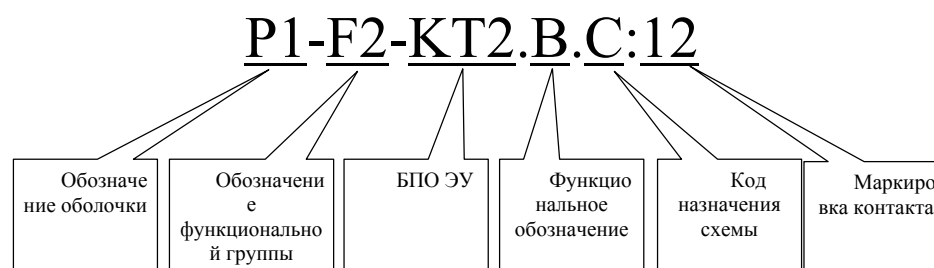 P1-F2-KT2.B.C:12
Обозначе
ние оболочки
Обозначени
е
функционально
й группы
БПО ЭУ
Функцио
нальное
обозначение
Код
назначения
схемы
Маркиро
вка контакта